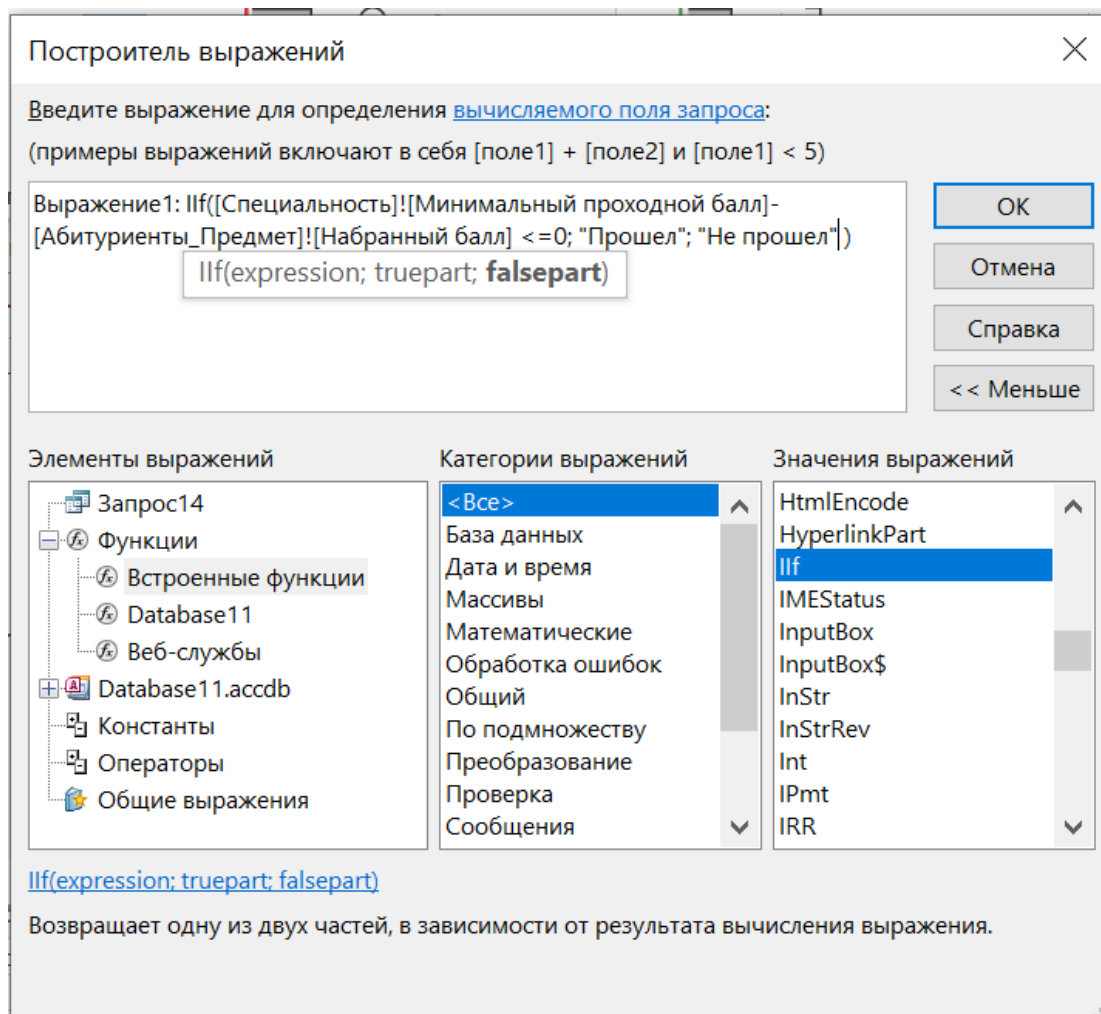 Построитель выражений
Введите выражение для определения вычисляемого поля запроса:
(примеры выражений включают в себя [поле1] + [поле2] и [поле1] < 5)
Выражение1: IIf([Специальность]![Минимальный проходной балл]-
[Абитуриенты_Предмет]![Набранный балл] <=0; "Прошел"; "Не прошел")
IIf(expression; truepart; falsepart)
ОК
Отмена
Справка
<< Меньше
Элементы выражений
Запрос14
Функции
Встроенные функции
Database11
Веб-службы
Database11.accdb
Константы
Операторы
Общие выражения
Категории выражений
<Все>
База данных
Дата и время
Массивы
Математические
Обработка ошибок
Общий
По подмножеству
Преобразование
Проверка
Сообщения
Значения выражений
HtmlEncode
HyperlinkPart
IIf
IMEStatus
InputBox
InputBox$
InStr
InStrRev
Int
IPmt
IRR
IIf(expression; truepart; falsepart)
Возвращает одну из двух частей, в зависимости от результата вычисления выражения.